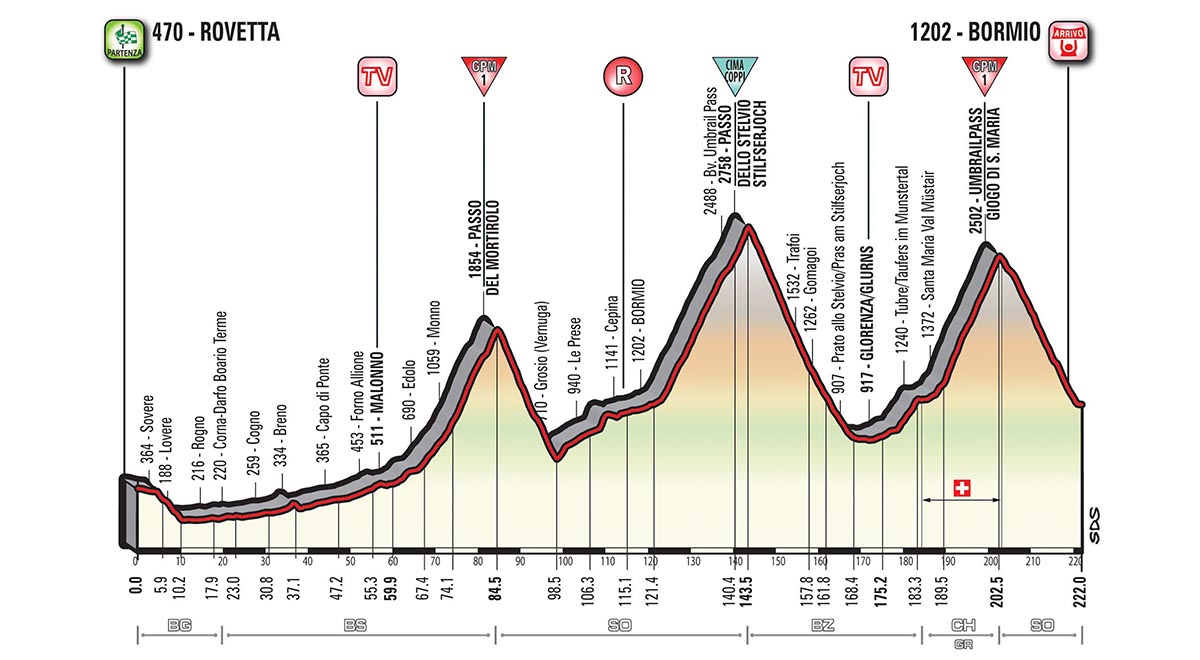 470 - ROVETTA
PARTENZA
1202 - BORMIO
ARRIVO
TV
GPM
1
R
CIMA
COPPI
TV
GPM
1
364 - Sovere
188 - Lovere
216 - Rogno
220 - Corna-Darfo Boario Terme
259 - Cogno
334 - Breno
365 - Capo di Ponte
453 - Forno Allione
511 - MALONNO
690 - Edolo
1059 - Monno
1854 - PASSO
DEL MORTIROLO
710 - Grosio (Vernuga)
940 - Le Prese
1141 - Cepina
1202 - BORMIO
2488 - Bv. Umbrail Pass
2758 - PASSO
DELLO STELVIO
STILFSERJOCH
1532 - Trafoi
1262 - Gomagoi
907 - Prato allo Stelvio/Pras am Stilfserjoch
917 - GLORENZA/GLURNS
1240 - Tubre/Taufers im Munstertal
1372 - Santa Maria Val Müstair
2502 - UMBRAILPASS
GIOGO DI S. MARIA
SDS
0 10 20 30 40 50 60 70 80 90 100 110 120 130 140 150 160 170 180 190 200 210 220
0.0 5.9 10.2 17.9 23.0 30.8 37.1 47.2 55.3 59.9 67.4 74.1 84.5 98.5 106.3 115.1 121.4 140.4 143.5 157.8 161.8 168.4 175.2 183.3 189.5 202.5 222.0
BG BS SO BZ CH SO
GR